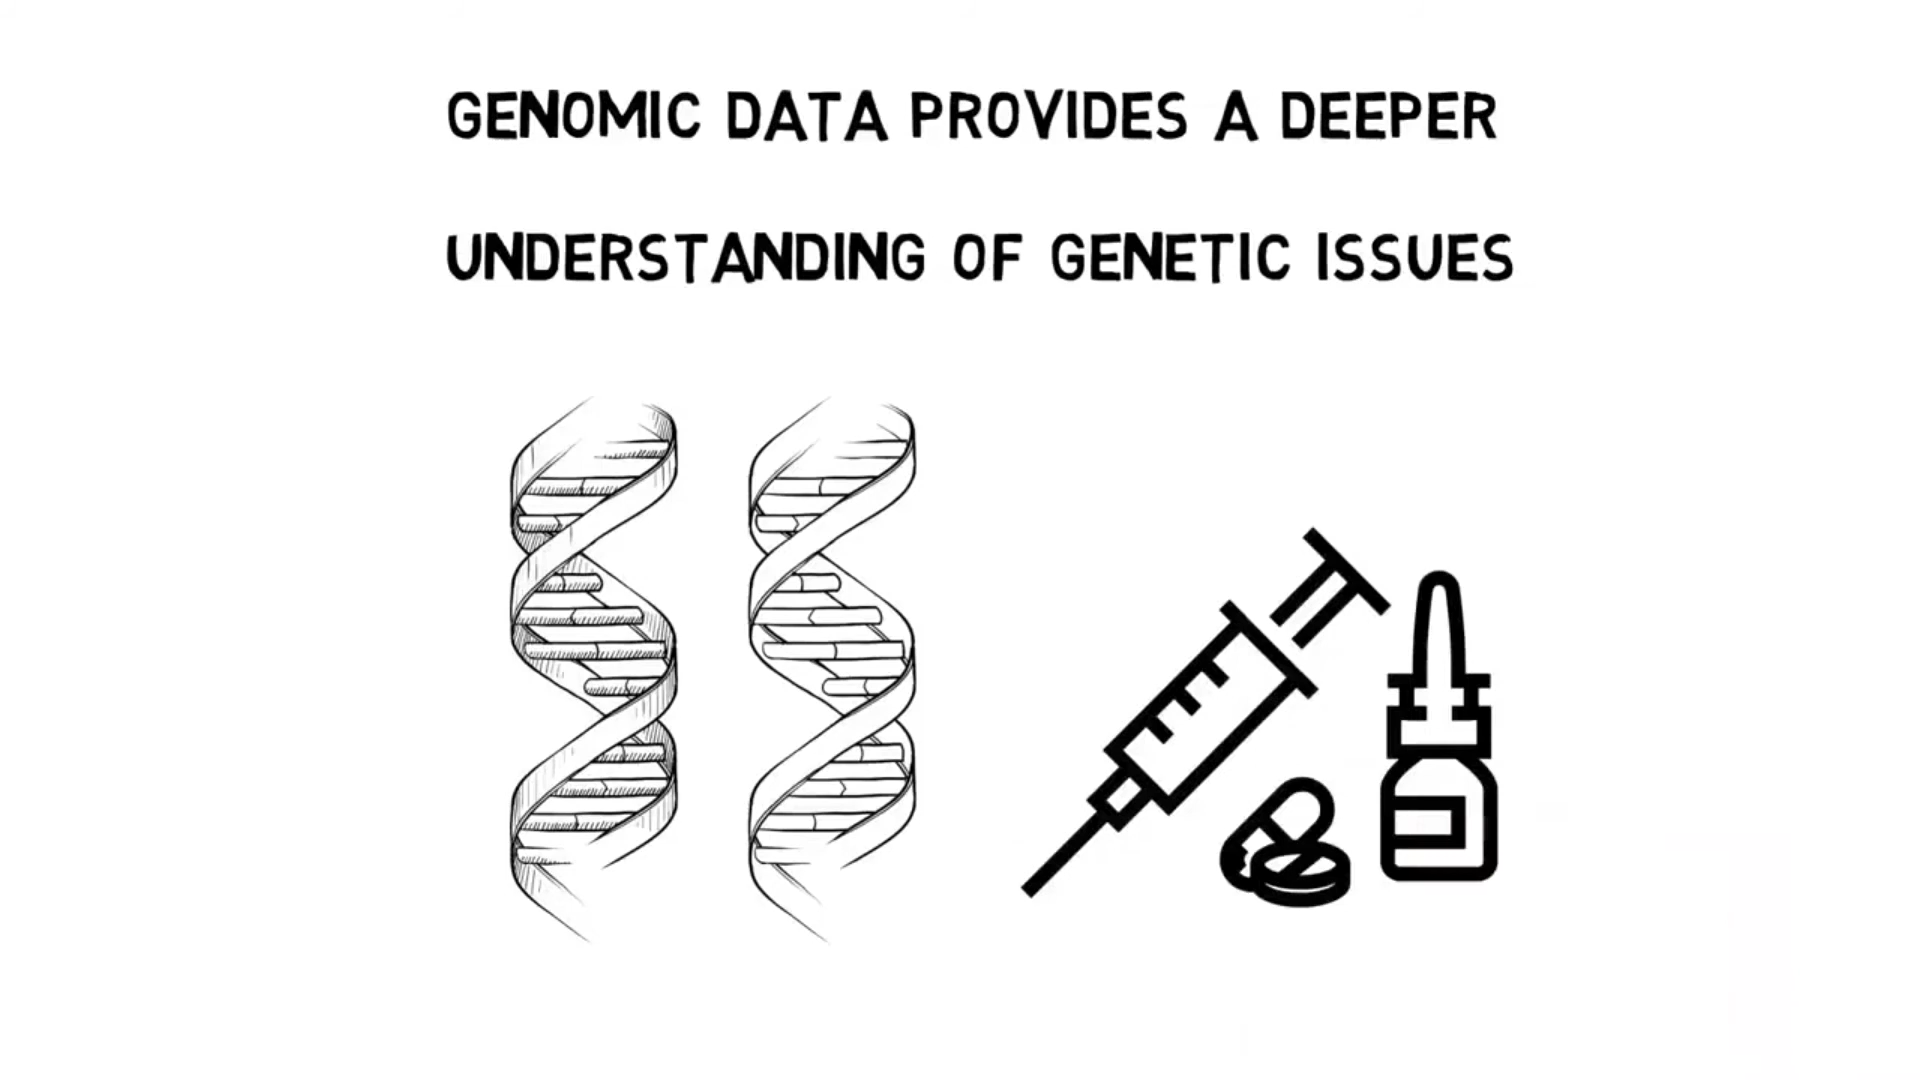 GENOMIC DATA PROVIDES A DEEPER
UNDERSTANDING OF GENETIC ISSUES